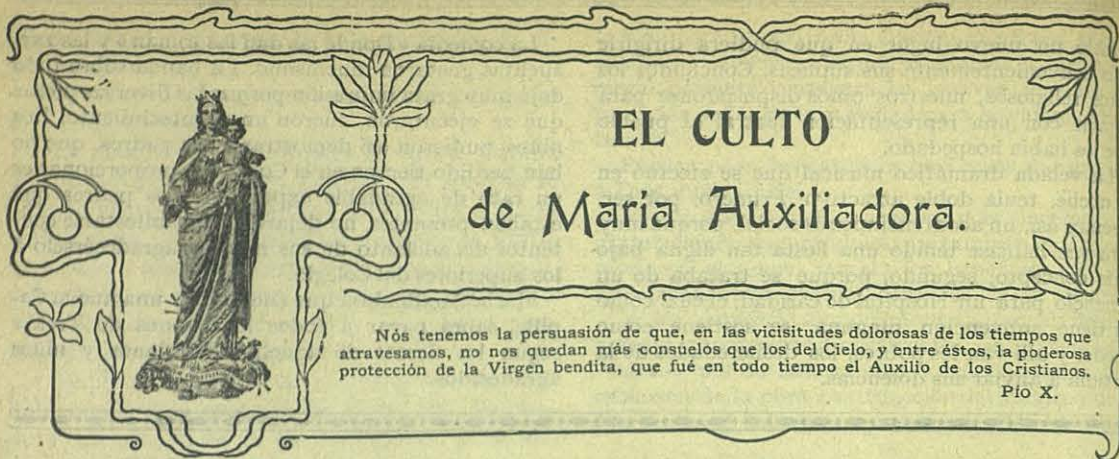 EL CULTO
de Maria Auxiliadora.
Nós tenemos la persuasión de que, en las vicisitudes dolorosas de los tiempos que
atravesamos, no nos quedan más consuelos que los del Cielo, y entre éstos, la poderosa
protección de la Virgen bendita, que fué en todo tiempo el Auxilio de los Cristianos.
Pío X.